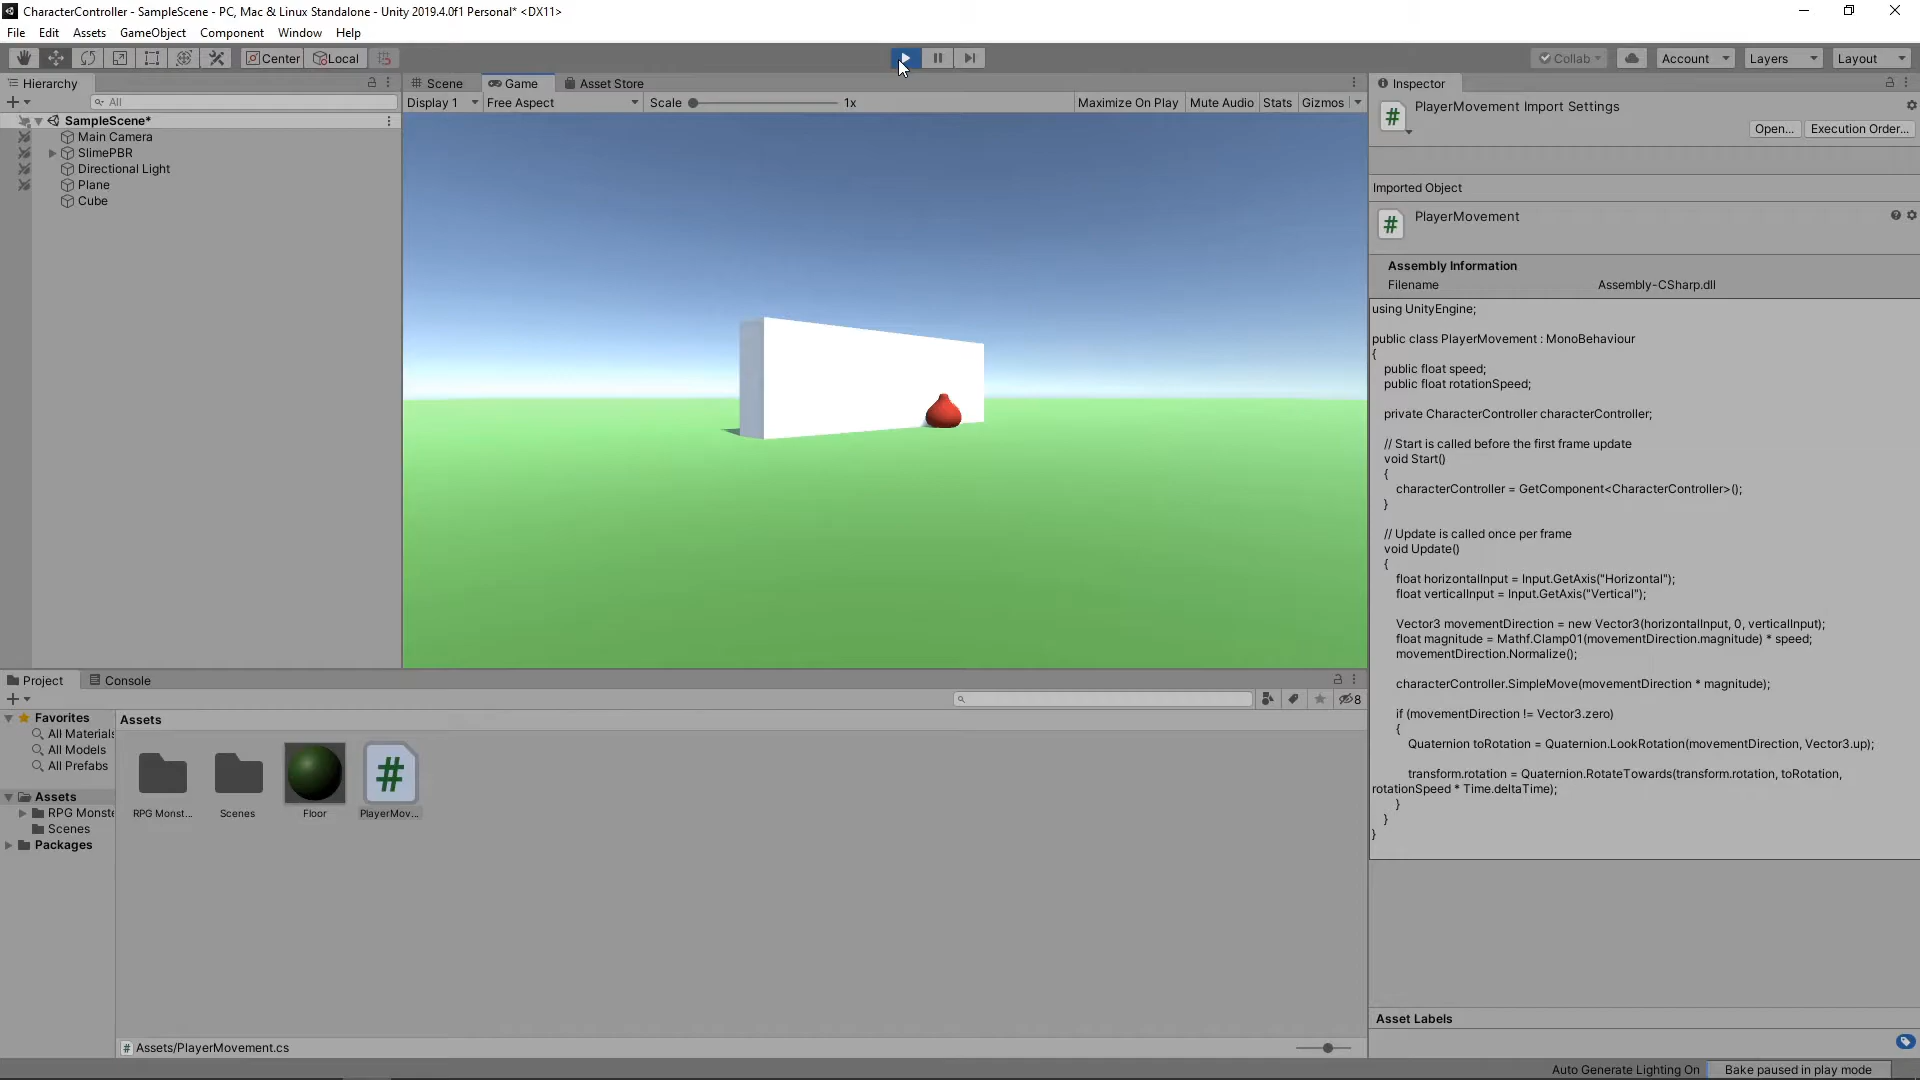 CharacterController - SampleScene - PC, Mac & Linux Standalone - Unity 2019.4.0f1 Personal* <DX11>
File Edit Assets GameObject Component Window Help
Center Local Collab Account Layers Layout
Hierarchy
All
SampleScene*
Main Camera
SlimePBR
Directional Light
Plane
Cube
Scene Game Asset Store
Display 1 Free Aspect Scale 1x Maximize On Play Mute Audio Stats Gizmos
Inspector
# PlayerMovement Import Settings
Open... Execution Order...
Imported Object
# PlayerMovement
Assembly Information
Filename Assembly-CSharp.dll
using UnityEngine;
public class PlayerMovement : MonoBehaviour
{
public float speed;
public float rotationSpeed;
private CharacterController characterController;
// Start is called before the first frame update
void Start()
{
characterController = GetComponent<CharacterController>();
}
// Update is called once per frame
void Update()
{
float horizontalInput = Input.GetAxis("Horizontal");
float verticalInput = Input.GetAxis("Vertical");
Vector3 movementDirection = new Vector3(horizontalInput, 0, verticalInput);
float magnitude = Mathf.Clamp01(movementDirection.magnitude) * speed;
movementDirection.Normalize();
characterController.SimpleMove(movementDirection * magnitude);
if (movementDirection != Vector3.zero)
{
Quaternion toRotation = Quaternion.LookRotation(movementDirection, Vector3.up);
transform.rotation = Quaternion.RotateTowards(transform.rotation, toRotation,
rotationSpeed * Time.deltaTime);
}
}
}
Asset Labels
Project Console
8
Favorites
All Materials
All Models
All Prefabs
Assets
RPG Monste
Scenes
Packages
Assets
RPG Monst...
Scenes
Floor
#
PlayerMov...
# Assets/PlayerMovement.cs
Auto Generate Lighting On Bake paused in play mode